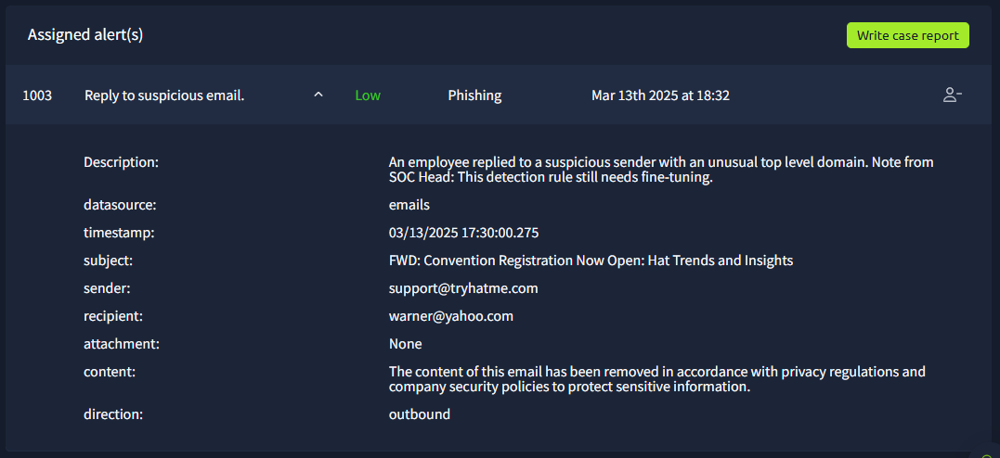 Assigned alert(s)
Write case report
1003 Reply to suspicious email. Low Phishing Mar 13th 2025 at 18:32
Description: An employee replied to a suspicious sender with an unusual top level domain. Note from
SOC Head: This detection rule still needs fine-tuning.
datasource: emails
timestamp: 03/13/2025 17:30:00.275
subject: FWD: Convention Registration Now Open: Hat Trends and Insights
sender: support@tryhatme.com
recipient: warner@yahoo.com
attachment: None
content: The content of this email has been removed in accordance with privacy regulations and
company security policies to protect sensitive information.
direction: outbound